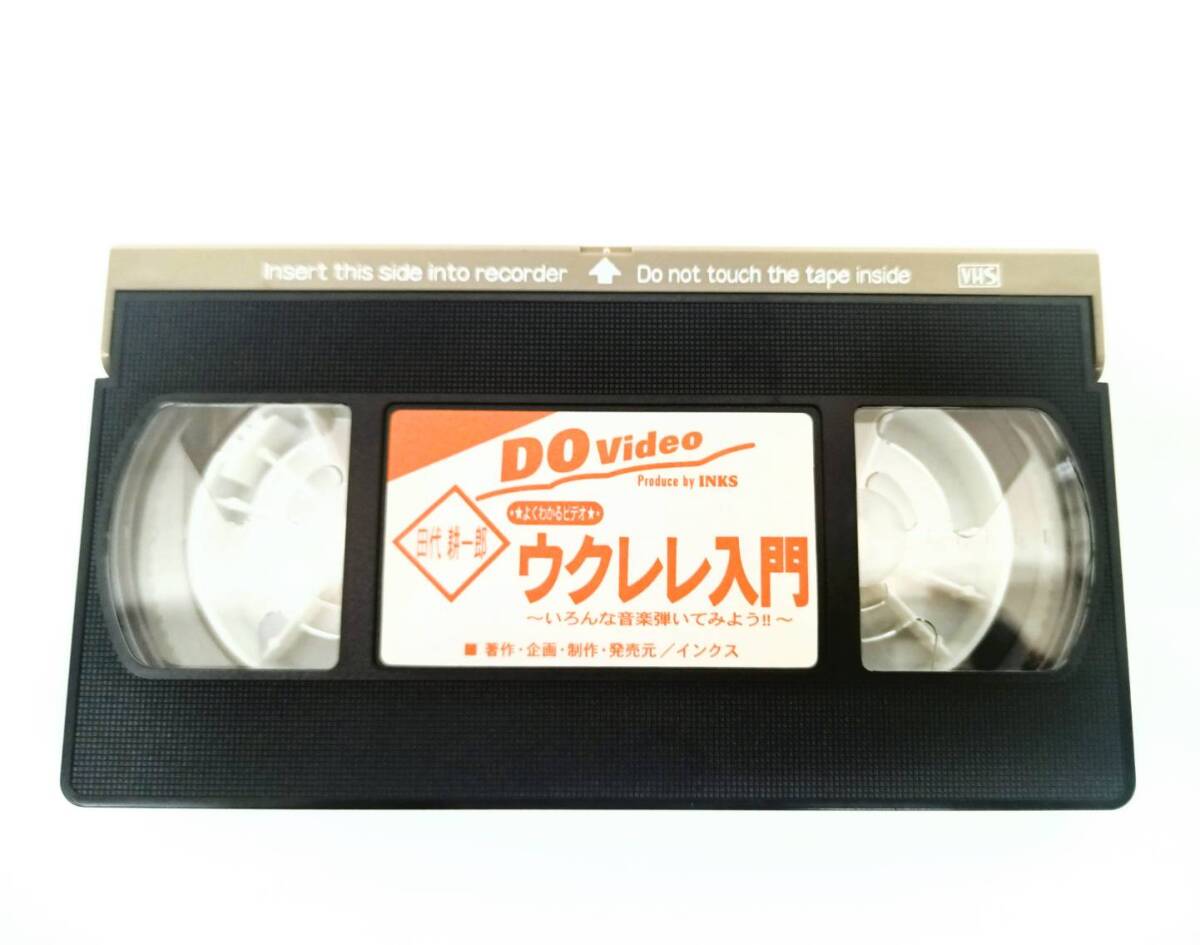 Insert this side into recorder Do not touch the tape inside VHS
DO Video
Produce by INKS
★よくわかるビデオ★
田代 耕一郎
ウクレレ入門
～いろんな音楽弾いてみよう!!～
■ 著作・企画・制作・発売元／インクス